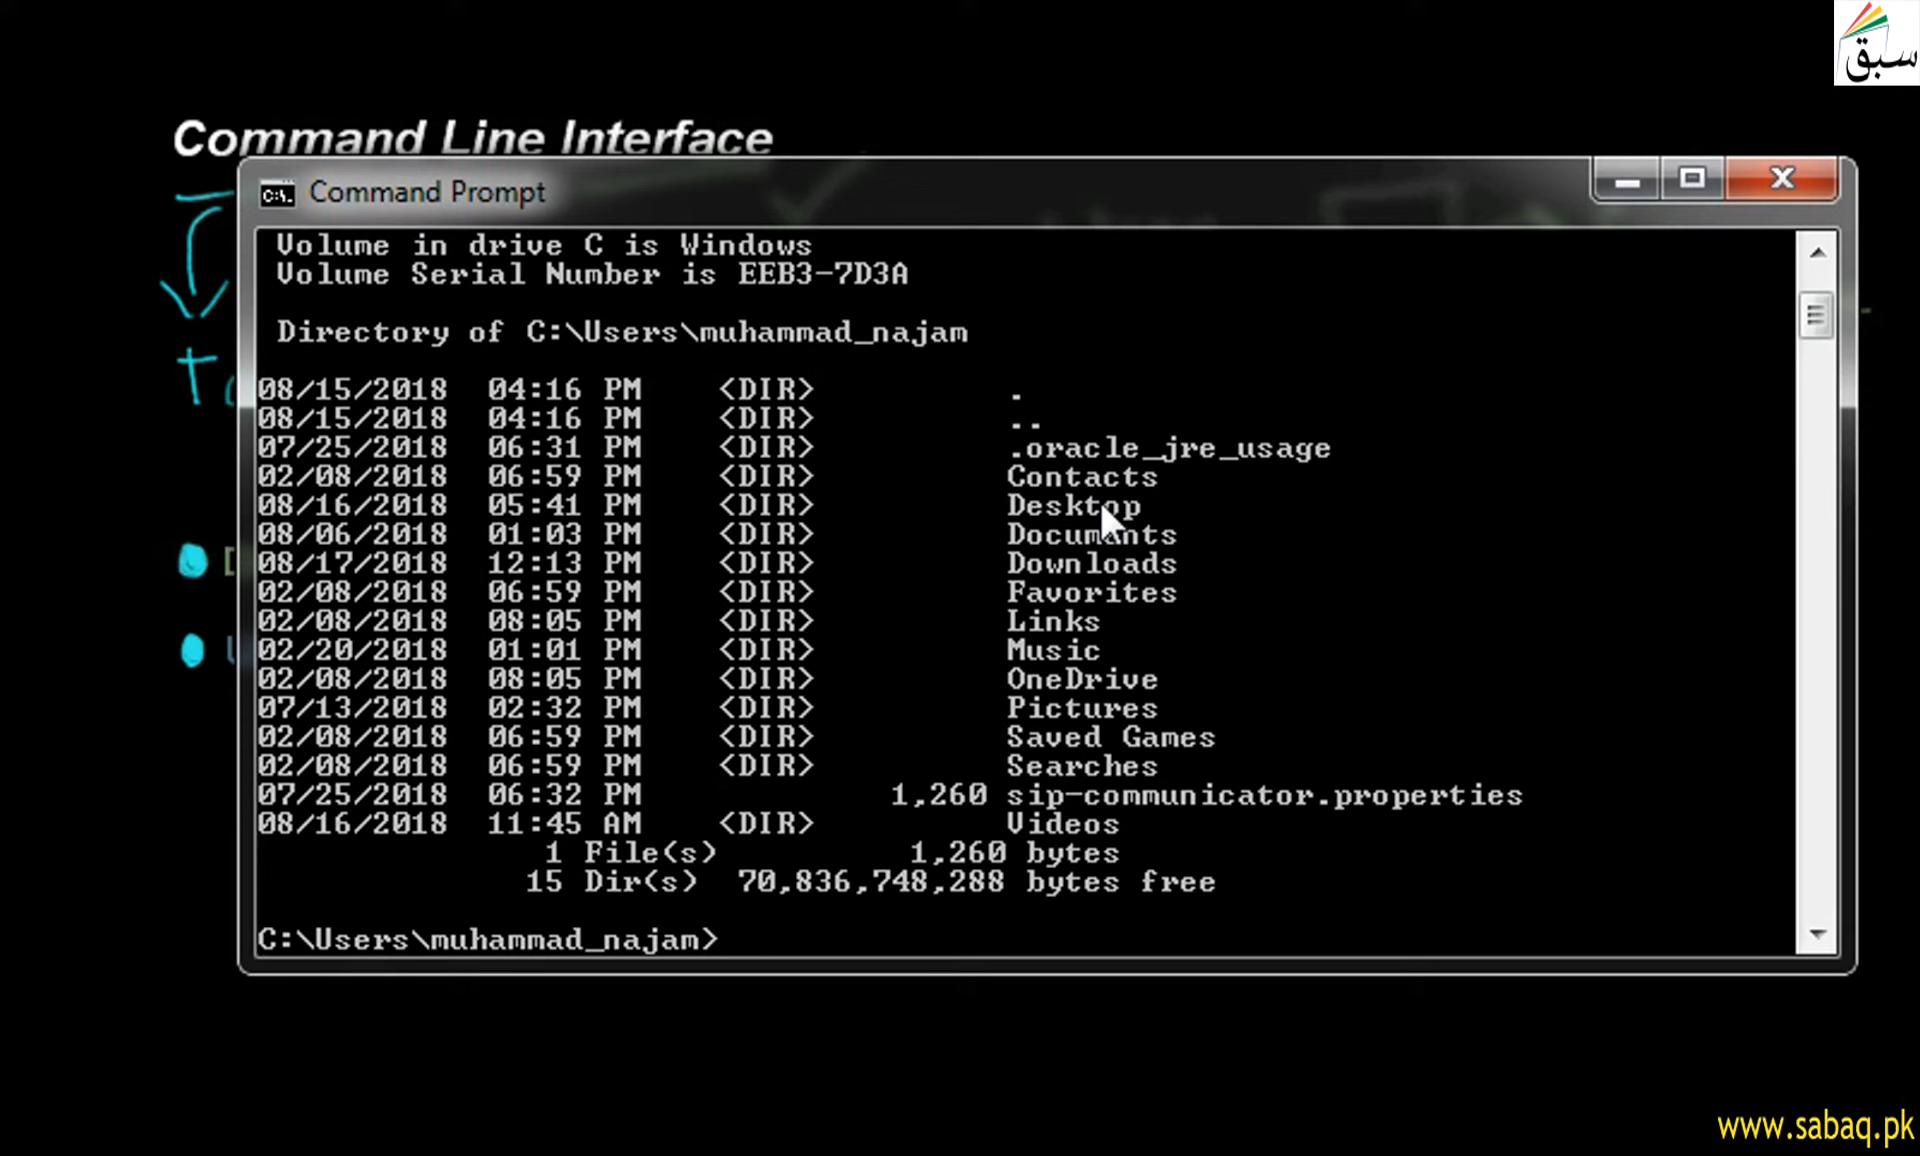 سبق
Command Line Interface
C:\.
Command Prompt
Volume in drive C is Windows
Volume Serial Number is EEB3-7D3A
Directory of C:\Users\muhammad_najam
08/15/2018 04:16 PM <DIR> .
08/15/2018 04:16 PM <DIR> ..
07/25/2018 06:31 PM <DIR> .oracle_jre_usage
02/08/2018 06:59 PM <DIR> Contacts
08/16/2018 05:41 PM <DIR> Desktop
08/06/2018 01:03 PM <DIR> Documents
08/17/2018 12:13 PM <DIR> Downloads
02/08/2018 06:59 PM <DIR> Favorites
02/08/2018 08:05 PM <DIR> Links
02/20/2018 01:01 PM <DIR> Music
02/08/2018 08:05 PM <DIR> OneDrive
07/13/2018 02:32 PM <DIR> Pictures
02/08/2018 06:59 PM <DIR> Saved Games
02/08/2018 06:59 PM <DIR> Searches
07/25/2018 06:32 PM 1,260 sip-communicator.properties
08/16/2018 11:45 AM <DIR> Videos
1 File(s) 1,260 bytes
15 Dir(s) 70,836,748,288 bytes free
C:\Users\muhammad_najam>
www.sabaq.pk